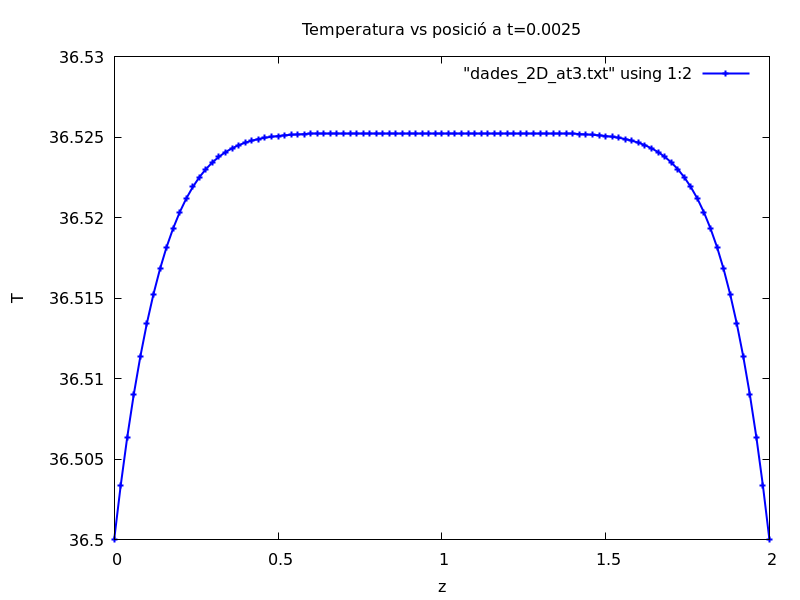 Temperatura vs posició a t=0.0025
"dades_2D_at3.txt" using 1:2
36.53
36.525
36.52
36.515
36.51
36.505
36.5
T
0 0.5 1 1.5 2
z